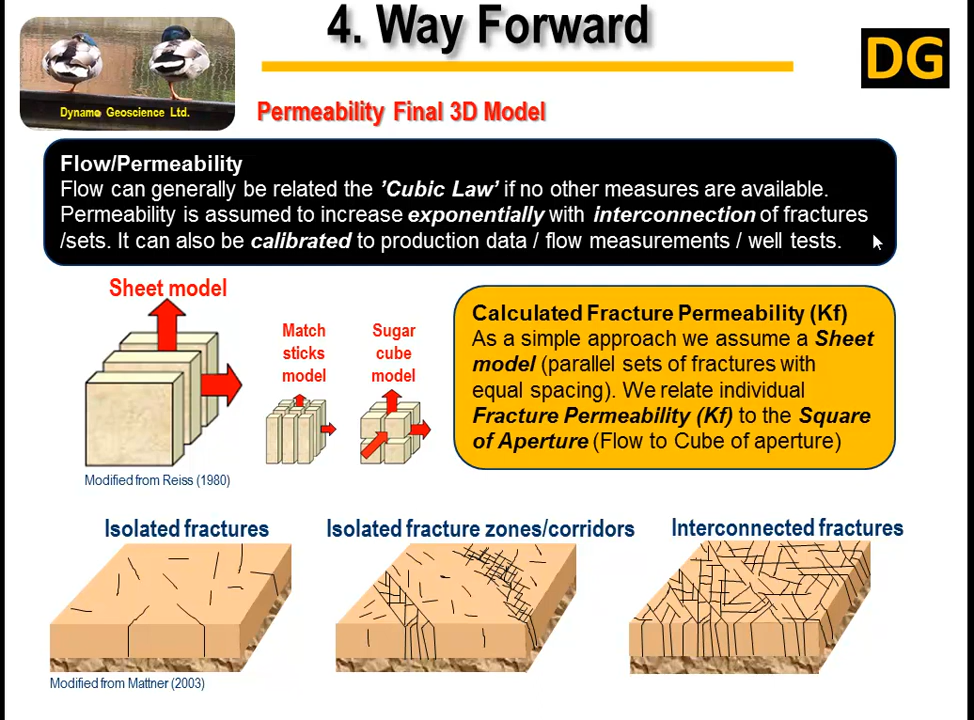 4. Way Forward
DG
Dynamo Geoscience Ltd.
Permeability Final 3D Model
Flow/Permeability
Flow can generally be related the ’Cubic Law’ if no other measures are available.
Permeability is assumed to increase exponentially with interconnection of fractures
/sets. It can also be calibrated to production data / flow measurements / well tests.
Sheet model
Match
sticks
model
Sugar
cube
model
Modified from Reiss (1980)
Calculated Fracture Permeability (Kf)
As a simple approach we assume a Sheet
model (parallel sets of fractures with
equal spacing). We relate individual
Fracture Permeability (Kf) to the Square
of Aperture (Flow to Cube of aperture)
Isolated fractures
Isolated fracture zones/corridors
Interconnected fractures
Modified from Mattner (2003)